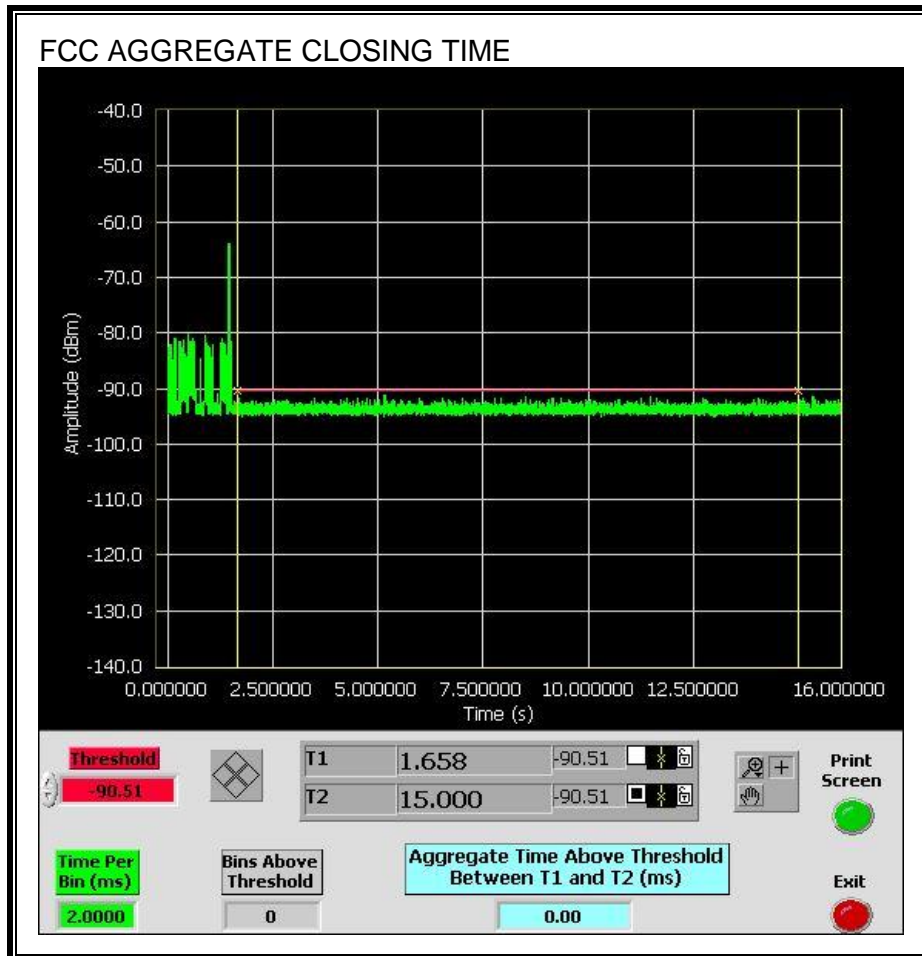 FCC AGGREGATE CLOSING TIME
-40.0
-50.0
-60.0
-70.0
-80.0
-90.0
-100.0
-110.0
-120.0
-130.0
-140.0
Amplitude (dBm)
0.000000 2.500000 5.000000 7.500000 10.000000 12.500000 16.000000
Time (s)
Threshold
-90.51
T1 1.658 -90.51
T2 15.000 -90.51
Print
Screen
Time Per
Bin (ms)
2.0000
Bins Above
Threshold
0
Aggregate Time Above Threshold
Between T1 and T2 (ms)
0.00
Exit